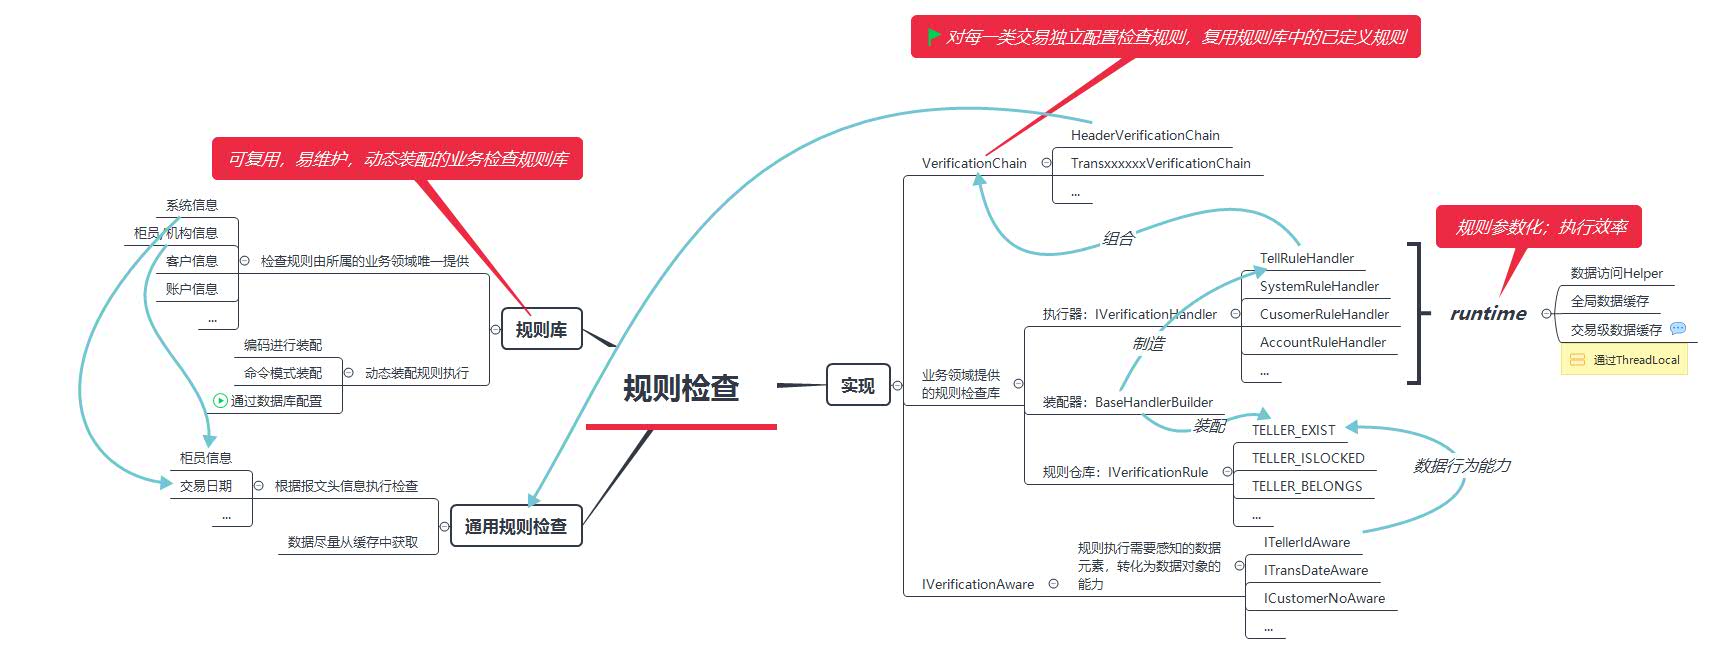 对每一类交易独立配置检查规则，复用规则库中的已定义规则
可复用，易维护，动态装配的业务检查规则库
规则参数化；执行效率
规则检查
规则库
检查规则由所属的业务领域唯一提供
系统信息
柜员/机构信息
客户信息
账户信息
...
动态装配规则执行
编码进行装配
命令模式装配
通过数据库配置
通用规则检查
根据报文头信息执行检查
柜员信息
交易日期
...
数据尽量从缓存中获取
实现
VerificationChain
HeaderVerificationChain
TransxxxxxxVerificationChain
...
组合
业务领域提供
的规则检查库
执行器：IVerificationHandler
TellRuleHandler
SystemRuleHandler
CusomerRuleHandler
AccountRuleHandler
...
制造
装配器：BaseHandlerBuilder
装配
规则仓库：IVerificationRule
TELLER_EXIST
TELLER_ISLOCKED
TELLER_BELONGS
...
数据行为能力
IVerificationAware
规则执行需要感知的数据
元素，转化为数据对象的
能力
ITellerIdAware
ITransDateAware
ICustomerNoAware
...
runtime
数据访问Helper
全局数据缓存
交易级数据缓存
通过ThreadLocal